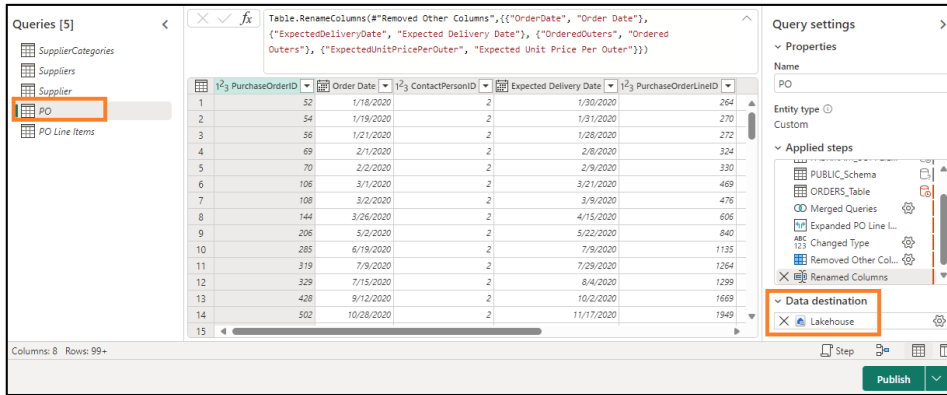 Queries [5]
SupplierCategories
Suppliers
Supplier
PO
PO Line Items
fx
Table.RenameColumns(#"Removed Other Columns",{{"OrderDate", "Order Date"},
{"ExpectedDeliveryDate", "Expected Delivery Date"}, {"OrderedOuters", "Ordered
Outers"}, {"ExpectedUnitPricePerOuter", "Expected Unit Price Per Outer"}})
1²3 PurchaseOrderID Order Date 1²3 ContactPersonID Expected Delivery Date 1²3 PurchaseOrderLineID
1 52 1/18/2020 2 1/30/2020 264
2 54 1/19/2020 2 1/31/2020 270
3 56 1/21/2020 2 1/28/2020 272
4 69 2/1/2020 2 2/8/2020 324
5 70 2/2/2020 2 2/9/2020 330
6 106 3/1/2020 2 3/21/2020 469
7 108 3/2/2020 2 3/9/2020 476
8 144 3/26/2020 2 4/15/2020 606
9 206 5/2/2020 2 5/22/2020 840
10 285 6/19/2020 2 7/9/2020 1135
11 319 7/9/2020 2 7/29/2020 1264
12 329 7/15/2020 2 8/4/2020 1299
13 428 9/12/2020 2 10/2/2020 1669
14 502 10/28/2020 2 11/17/2020 1949
15
Columns: 8 Rows: 99+
Query settings
Properties
Name
PO
Entity type
Custom
Applied steps
PUBLIC_Schema
ORDERS_Table
Merged Queries
Expanded PO Line I...
ABC 123 Changed Type
Removed Other Col...
Renamed Columns
Data destination
Lakehouse
Step
Publish